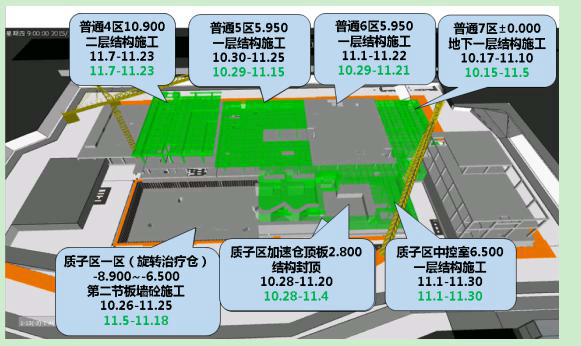 星期四 9:00:00 2015/
普通4区10.900
二层结构施工
11.7-11.23
11.7-11.23
普通5区5.950
一层结构施工
10.30-11.25
10.29-11.15
普通6区5.950
一层结构施工
11.1-11.22
10.29-11.21
普通7区±0.000
地下一层结构施工
10.17-11.10
10.15-11.5
质子区一区（旋转治疗仓）
-8.900~-6.500
第二节板墙砼施工
10.26-11.25
11.5-11.18
质子区加速仓顶板2.800
结构封顶
10.28-11.20
10.28-11.4
质子区中控室6.500
一层结构施工
11.1-11.30
11.1-11.30